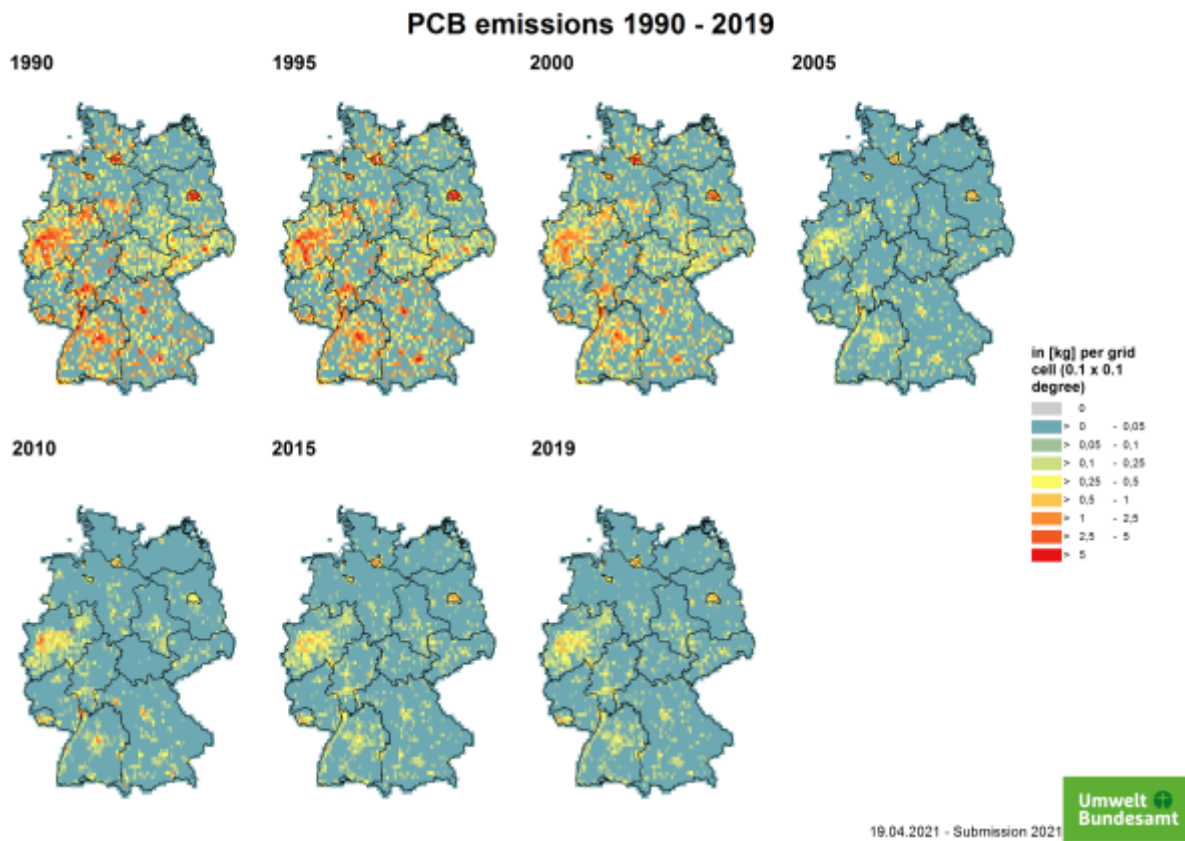 PCB emissions 1990 - 2019
1990
1995
2000
2005
in [kg] per grid
cell (0.1 x 0.1
degree)
0
> 0 - 0,05
> 0,05 - 0,1
> 0,1 - 0,25
> 0,25 - 0,5
> 0,5 - 1
> 1 - 2,5
> 2,5 - 5
> 5
2010
2015
2019
Umwelt
Bundesamt
19.04.2021 - Submission 2021